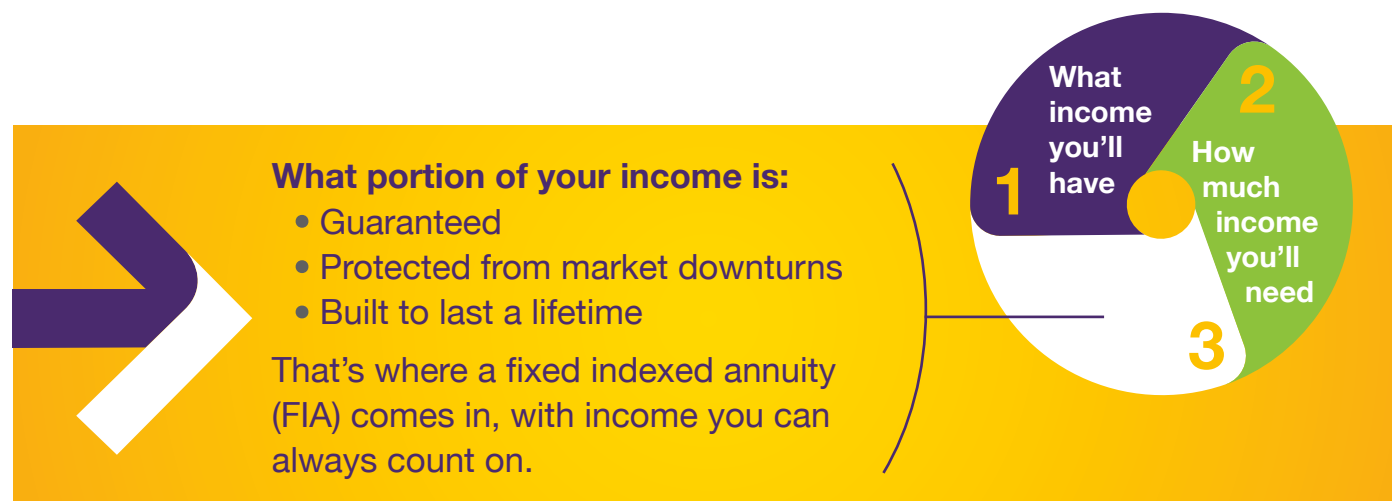 What portion of your income is:
• Guaranteed
• Protected from market downturns
• Built to last a lifetime
That’s where a fixed indexed annuity
(FIA) comes in, with income you can
always count on.
1
What
income
you’ll
have
2
How
much
income
you’ll
need
3